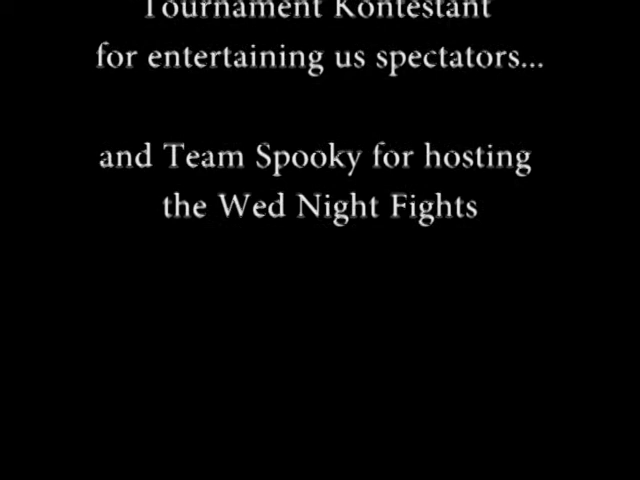 Tournament Kontestant
for entertaining us spectators...
and Team Spooky for hosting
the Wed Night Fights